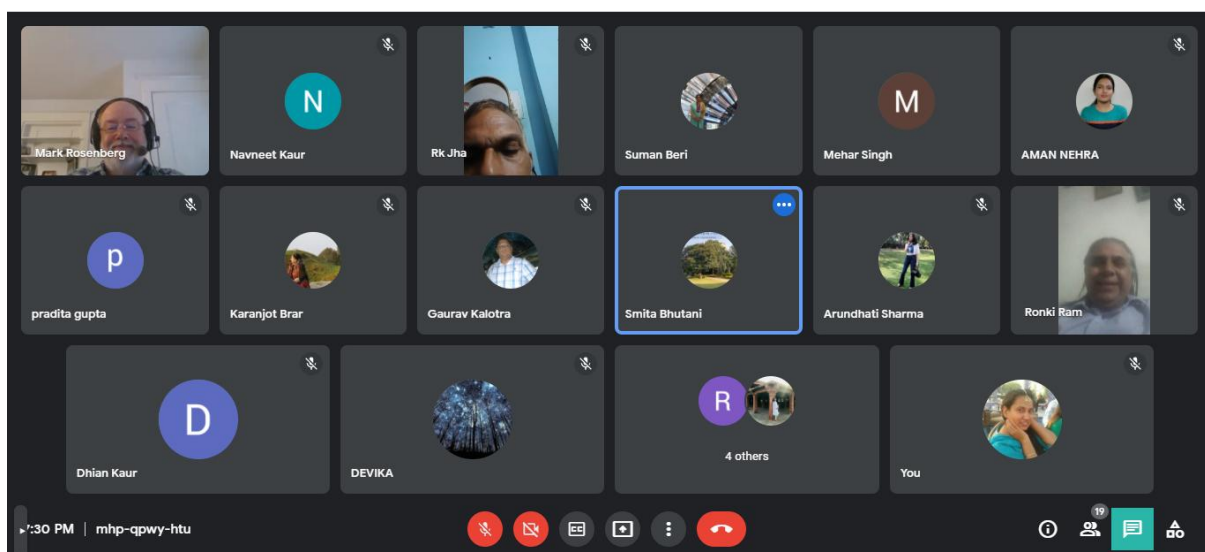 Mark Rosenberg
N
Navneet Kaur
Rk Jha
Suman Beri
M
Mehar Singh
AMAN NEHRA
p
pradita gupta
Karanjot Brar
Gaurav Kalotra
Smita Bhutani
Arundhati Sharma
Ronki Ram
D
Dhian Kaur
DEVIKA
R
4 others
You
:30 PM | mhp-qpwy-htu
CC
19